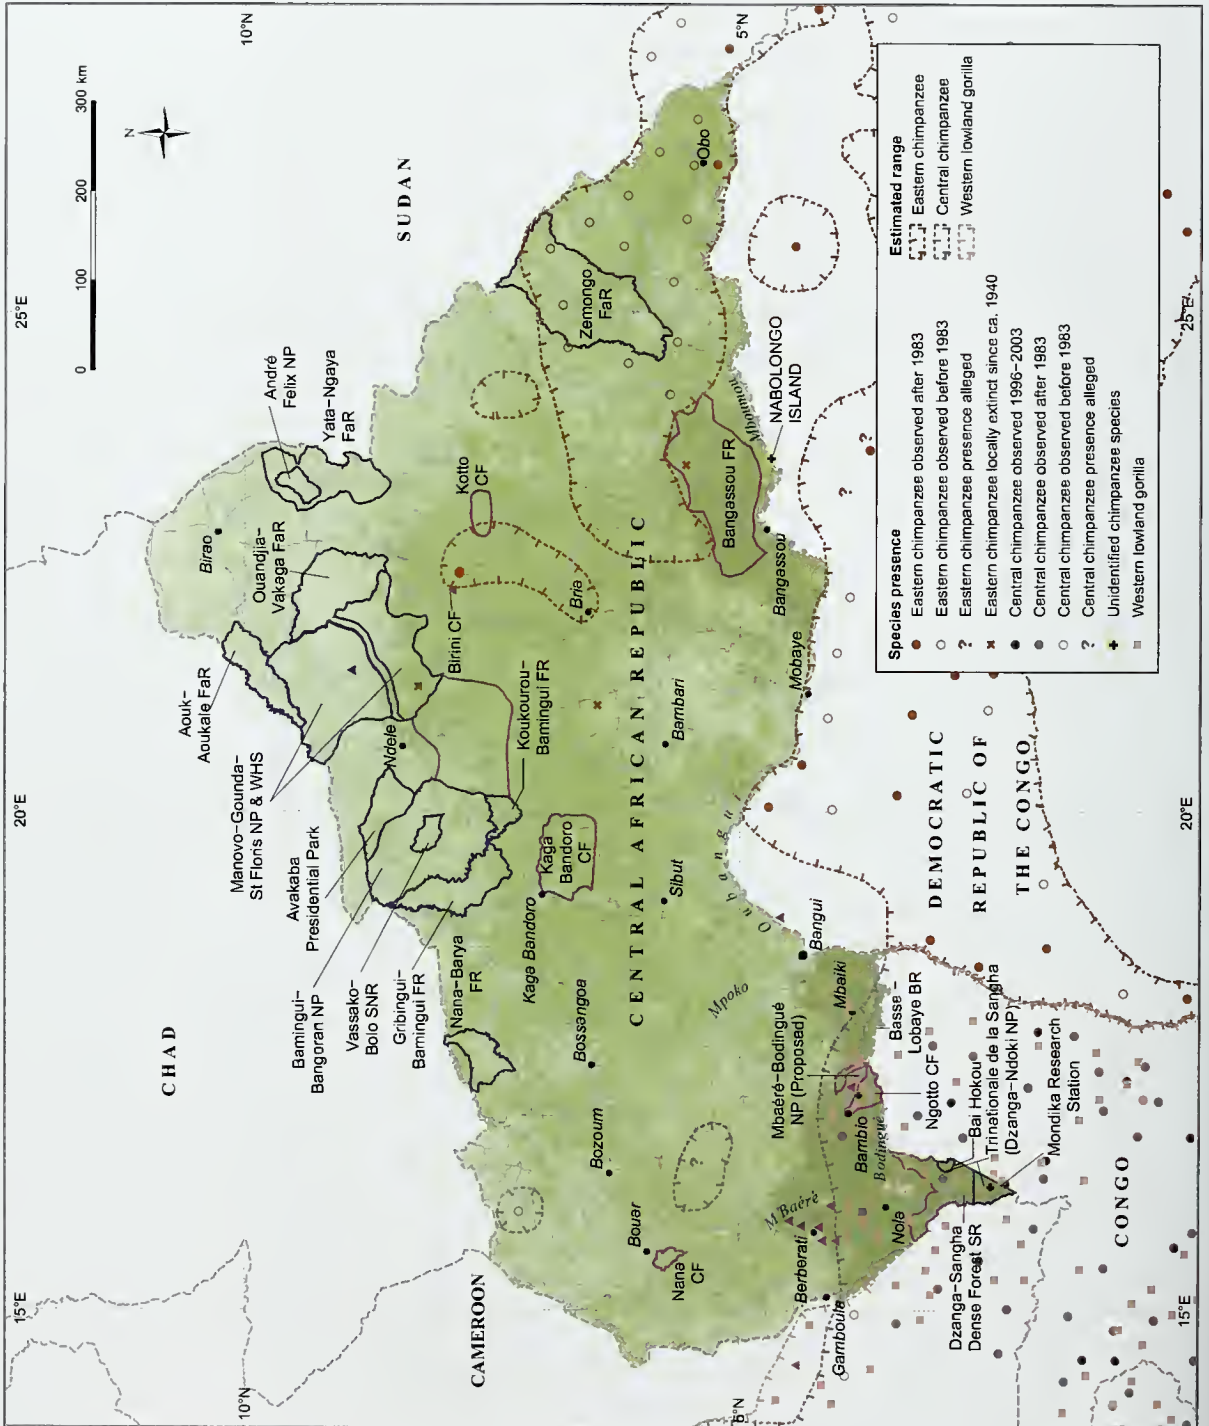 15°E
20°E
25°E
10°N
10°N
5°N
5°N
15°E
20°E
25°E
0
100
200
300 km
N
CHAD
SUDAN
CAMEROON
CENTRAL AFRICAN REPUBLIC
DEMOCRATIC
REPUBLIC OF
THE CONGO
CONGO
Aouk-
Aoukale FaR
Manovo-Gounda-
St Floris NP & WHS
Avakaba
Presidential Park
Bamingui-
Bangoran NP
Vassako-
Bolo SNR
Gribingui-
Bamingui FR
Nana-Barya
FR
Birao
Ouandjia-
Vakaga FaR
André
Felix NP
Yata-Ngaya
FaR
Ndele
Birini CF
Kotto
CF
Koukourou-
Bamingui FR
Kaga Bandoro
Kaga
Bandoro
CF
Bria
Bossangoa
Bozoum
Bouar
Nana
CF
Sibut
Bambari
Zemongo
FaR
Obo
Bangassou FR
Mboumou
NABOLONGO
ISLAND
Bangassou
Mobaye
Oubangui
Bangui
Mpoko
Mbaiki
Mbaéré-Bodingué
NP (Proposed)
Basse-
Lobaye BR
Ngotto CF
Bambio
Bodingué
M'Baéré
Berberati
Gamboula
Nola
Bai Hokou
Trinationale de la Sangha
(Dzanga-Ndoki NP)
Mondika Research
Station
Dzanga-Sangha
Dense Forest SR
?
?
?
Species presence
Eastern chimpanzee observed after 1983
Eastern chimpanzee observed before 1983
? Eastern chimpanzee presence alleged
Eastern chimpanzee locally extinct since ca. 1940
Central chimpanzee observed 1996–2003
Central chimpanzee observed after 1983
Central chimpanzee observed before 1983
? Central chimpanzee presence alleged
Unidentified chimpanzee species
Western lowland gorilla
Estimated range
Eastern chimpanzee
Central chimpanzee
Western lowland gorilla